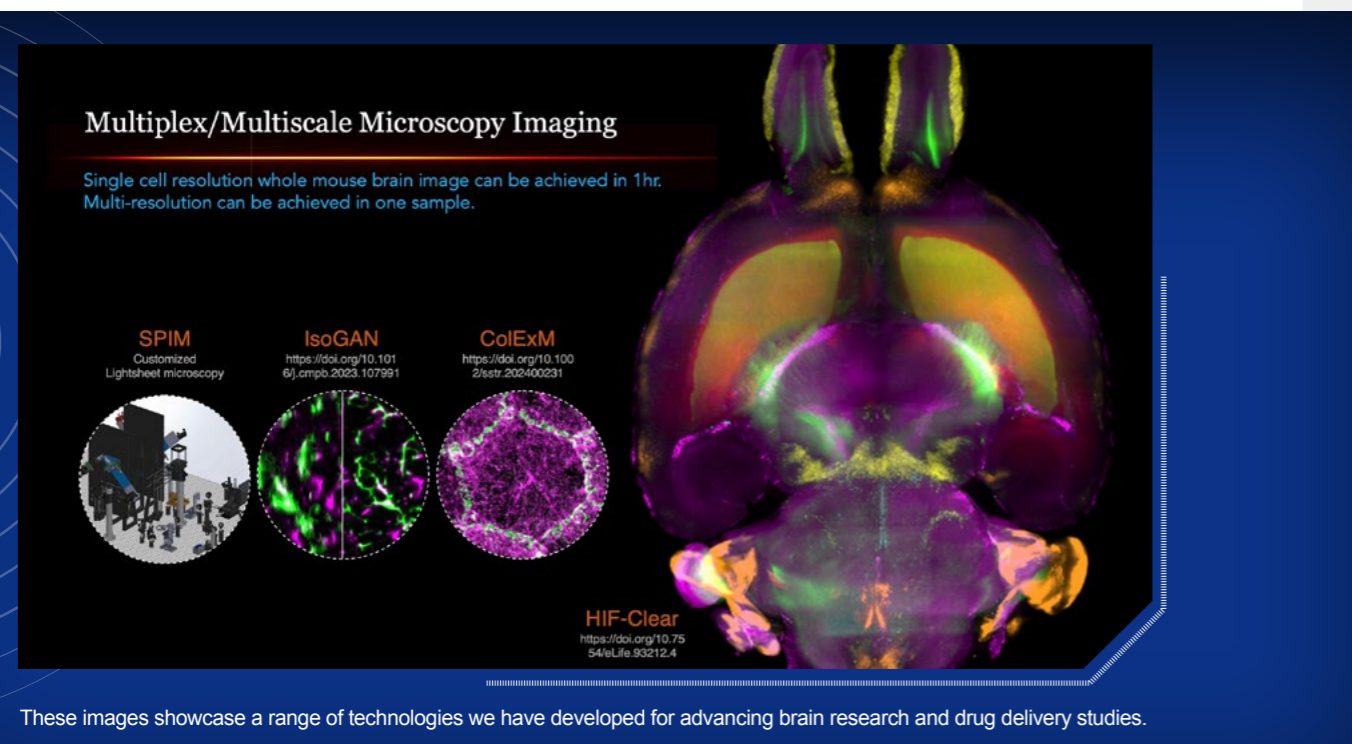 Multiplex/Multiscale Microscopy Imaging
Single cell resolution whole mouse brain image can be achieved in 1hr.
Multi-resolution can be achieved in one sample.
SPIM
Customized
Lightsheet microscopy
IsoGAN
https://doi.org/10.101
6/j.cmpb.2023.107991
ColExM
https://doi.org/10.100
2/sstr.202400231
HIF-Clear
https://doi.org/10.75
54/eLife.93212.4
These images showcase a range of technologies we have developed for advancing brain research and drug delivery studies.